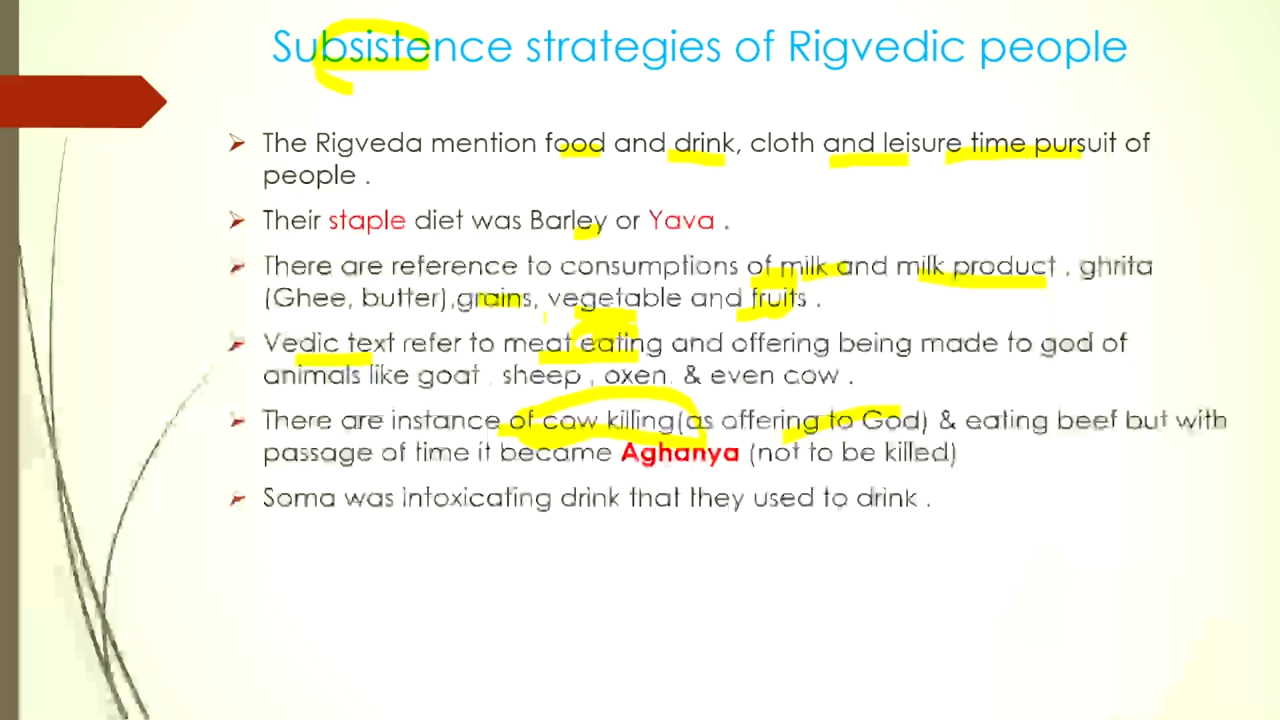 Subsistence strategies of Rigvedic people
The Rigveda mention food and drink, cloth and leisure time pursuit of
people .
Their staple diet was Barley or Yava .
There are reference to consumptions of milk and milk product , ghrita
(Ghee, butter),grains, vegetable and fruits .
Vedic text refer to meat eating and offering being made to god of
animals like goat , sheep , oxen & even cow .
There are instance of cow killing(as offering to God) & eating beef but with
passage of time it became Aghanya (not to be killed)
Soma was intoxicating drink that they used to drink .